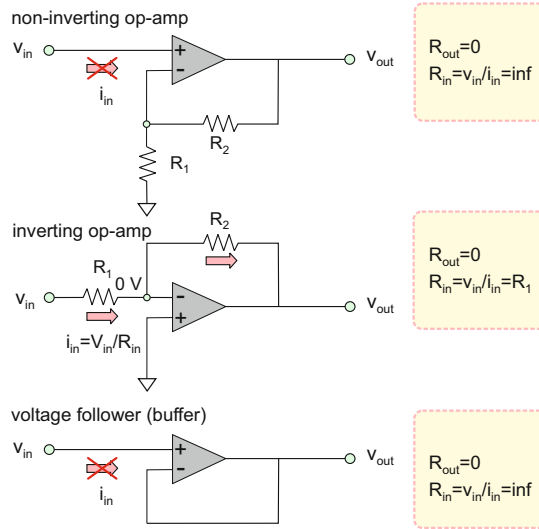 non-inverting op-amp
v_in
+
-
i_in
R_2
R_1
v_out
R_out=0
R_in=v_in/i_in=inf
inverting op-amp
R_2
R_1
0 V
v_in
-
+
i_in=V_in/R_in
v_out
R_out=0
R_in=v_in/i_in=R_1
voltage follower (buffer)
v_in
+
-
i_in
v_out
R_out=0
R_in=v_in/i_in=inf